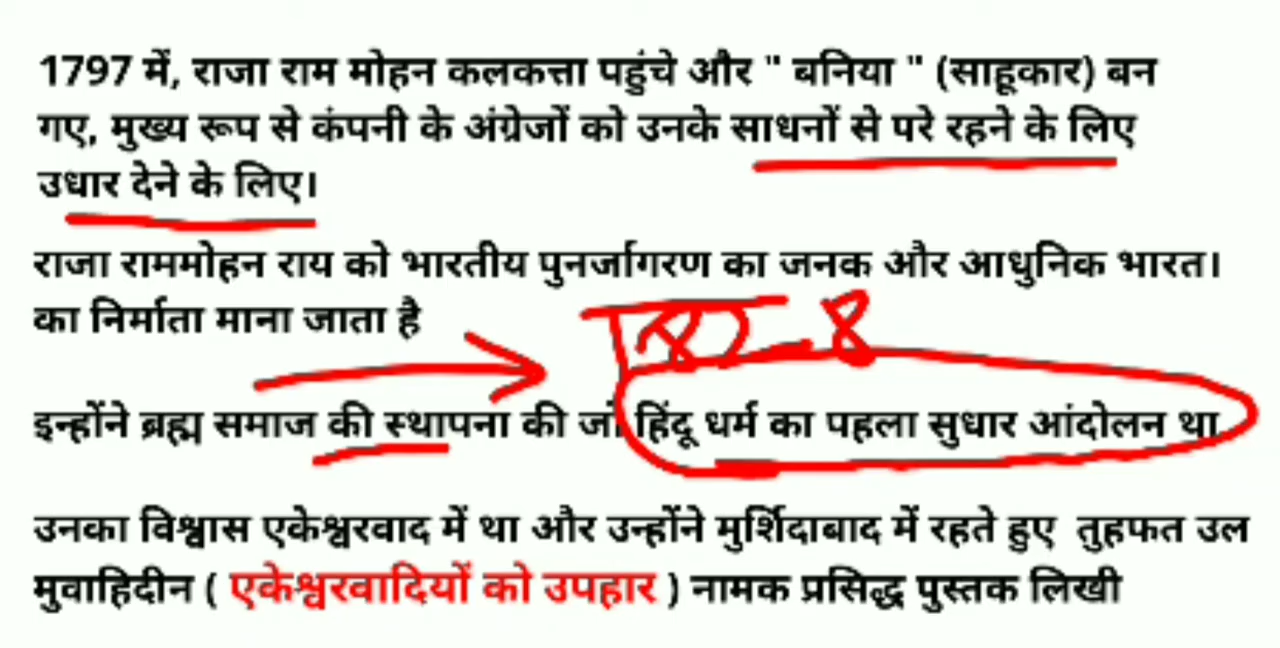 1797 में, राजा राम मोहन कलकत्ता पहुंचे और " बनिया " (साहूकार) बन
गए, मुख्य रूप से कंपनी के अंग्रेजों को उनके साधनों से परे रहने के लिए
उधार देने के लिए।
राजा राममोहन राय को भारतीय पुनर्जागरण का जनक और आधुनिक भारत।
का निर्माता माना जाता है
इन्होंने ब्रह्म समाज की स्थापना की जो हिंदू धर्म का पहला सुधार आंदोलन था
उनका विश्वास एकेश्वरवाद में था और उन्होंने मुर्शिदाबाद में रहते हुए तुहफत उल
मुवाहिदीन ( एकेश्वरवादियों को उपहार ) नामक प्रसिद्ध पुस्तक लिखी